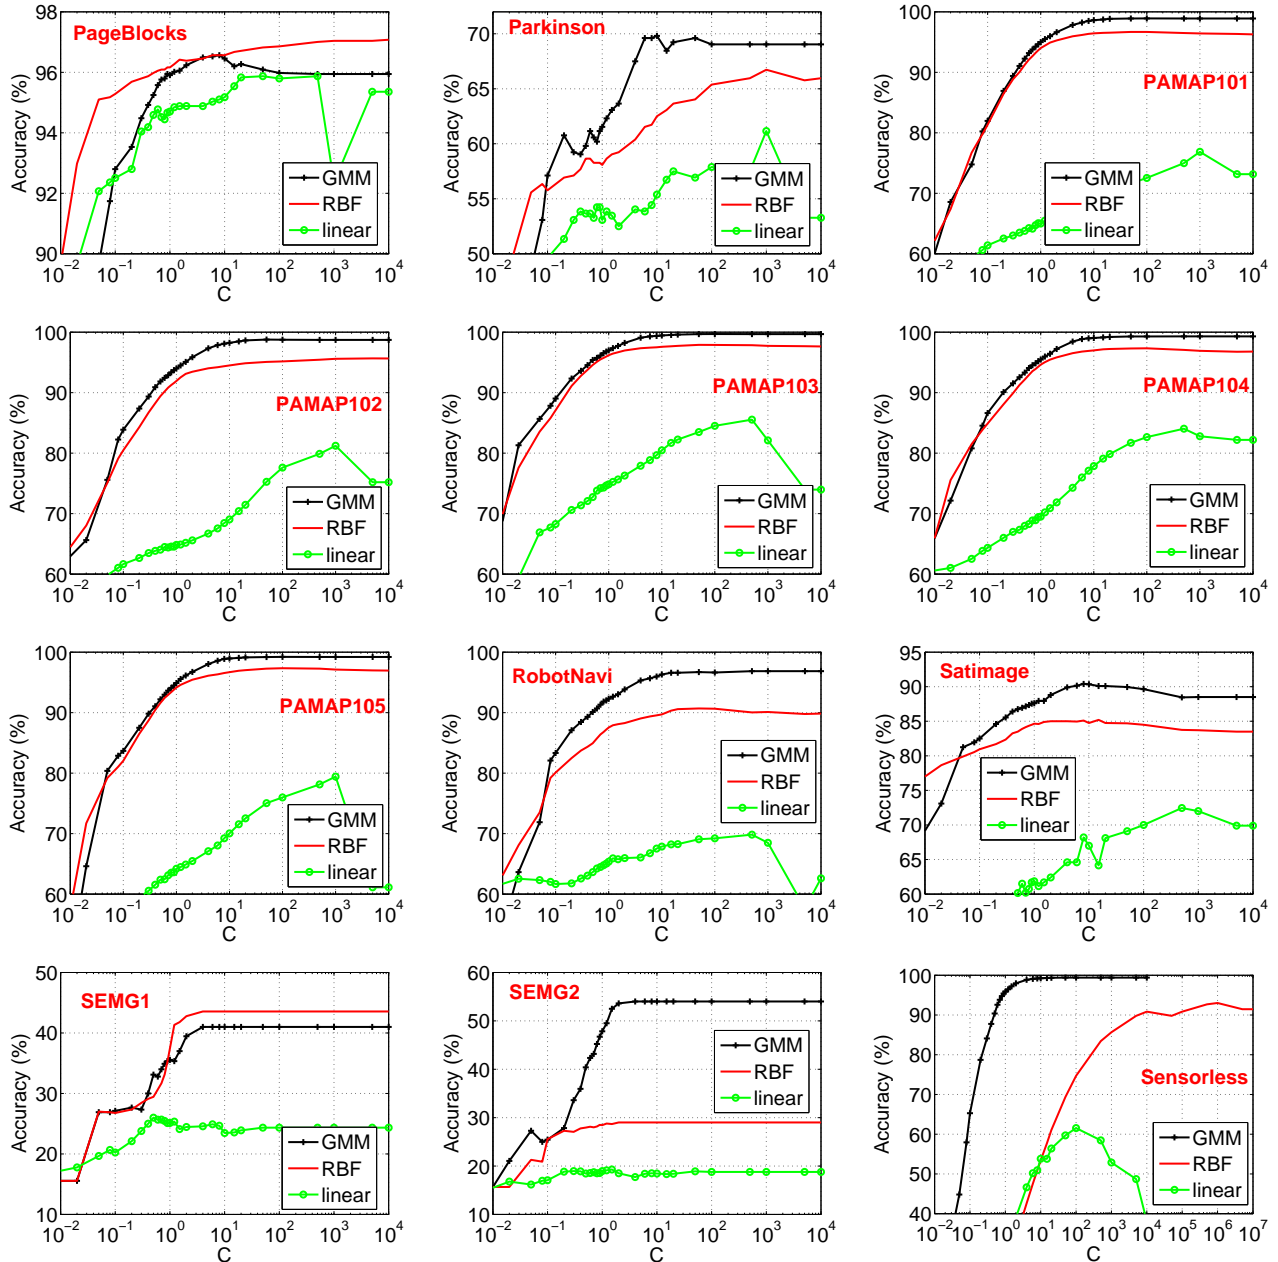 PageBlocks
Accuracy (%)
98
96
94
92
90
GMM
RBF
linear
10^−2 10^−1 10^0 10^1 10^2 10^3 10^4
C
Parkinson
Accuracy (%)
70
65
60
55
50
GMM
RBF
linear
10^−2 10^−1 10^0 10^1 10^2 10^3 10^4
C
PAMAP101
Accuracy (%)
100
90
80
70
60
GMM
RBF
linear
10^−2 10^−1 10^0 10^1 10^2 10^3 10^4
C
PAMAP102
Accuracy (%)
100
90
80
70
60
GMM
RBF
linear
10^−2 10^−1 10^0 10^1 10^2 10^3 10^4
C
PAMAP103
Accuracy (%)
100
90
80
70
60
GMM
RBF
linear
10^−2 10^−1 10^0 10^1 10^2 10^3 10^4
C
PAMAP104
Accuracy (%)
100
90
80
70
60
GMM
RBF
linear
10^−2 10^−1 10^0 10^1 10^2 10^3 10^4
C
PAMAP105
Accuracy (%)
100
90
80
70
60
GMM
RBF
linear
10^−2 10^−1 10^0 10^1 10^2 10^3 10^4
C
RobotNavi
Accuracy (%)
100
90
80
70
60
GMM
RBF
linear
10^−2 10^−1 10^0 10^1 10^2 10^3 10^4
C
Satimage
Accuracy (%)
95
90
85
80
75
70
65
60
GMM
RBF
linear
10^−2 10^−1 10^0 10^1 10^2 10^3 10^4
C
SEMG1
Accuracy (%)
50
40
30
20
10
GMM
RBF
linear
10^−2 10^−1 10^0 10^1 10^2 10^3 10^4
C
SEMG2
Accuracy (%)
60
50
40
30
20
10
GMM
RBF
linear
10^−2 10^−1 10^0 10^1 10^2 10^3 10^4
C
Sensorless
Accuracy (%)
100
90
80
70
60
50
40
GMM
RBF
linear
10^−2 10^−1 10^0 10^1 10^2 10^3 10^4 10^5 10^6 10^7
C